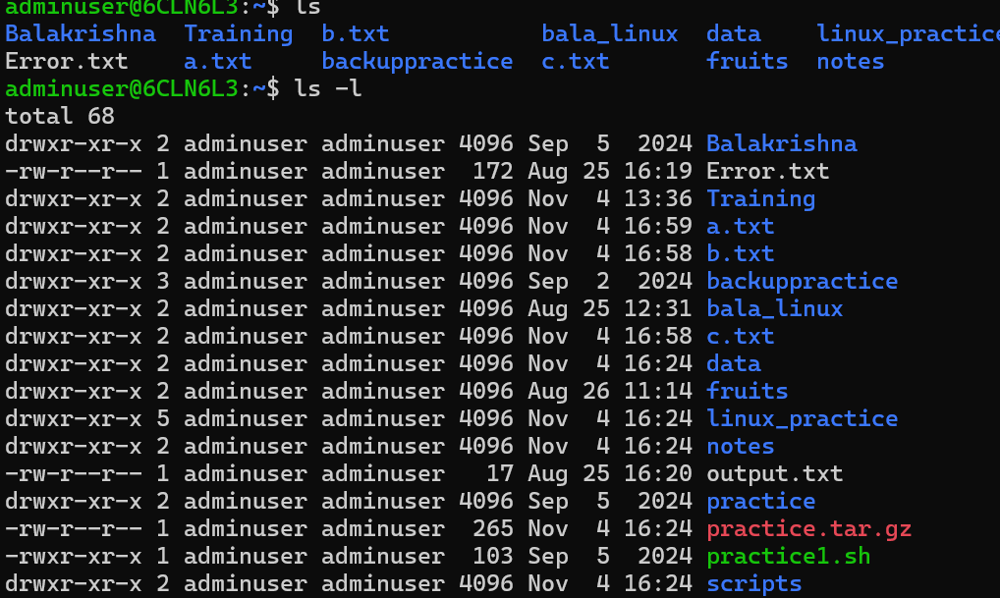 adminuser@6CLN6L3:~$ ls
Balakrishna  Training  b.txt           bala_linux  data    linux_practice
Error.txt    a.txt     backuppractice  c.txt       fruits  notes
adminuser@6CLN6L3:~$ ls -l
total 68
drwxr-xr-x 2 adminuser adminuser 4096 Sep  5  2024 Balakrishna
-rw-r--r-- 1 adminuser adminuser  172 Aug 25 16:19 Error.txt
drwxr-xr-x 2 adminuser adminuser 4096 Nov  4 13:36 Training
drwxr-xr-x 2 adminuser adminuser 4096 Nov  4 16:59 a.txt
drwxr-xr-x 2 adminuser adminuser 4096 Nov  4 16:58 b.txt
drwxr-xr-x 3 adminuser adminuser 4096 Sep  2  2024 backuppractice
drwxr-xr-x 2 adminuser adminuser 4096 Aug 25 12:31 bala_linux
drwxr-xr-x 2 adminuser adminuser 4096 Nov  4 16:58 c.txt
drwxr-xr-x 2 adminuser adminuser 4096 Nov  4 16:24 data
drwxr-xr-x 2 adminuser adminuser 4096 Aug 26 11:14 fruits
drwxr-xr-x 5 adminuser adminuser 4096 Nov  4 16:24 linux_practice
drwxr-xr-x 2 adminuser adminuser 4096 Nov  4 16:24 notes
-rw-r--r-- 1 adminuser adminuser   17 Aug 25 16:20 output.txt
drwxr-xr-x 2 adminuser adminuser 4096 Sep  5  2024 practice
-rw-r--r-- 1 adminuser adminuser  265 Nov  4 16:24 practice.tar.gz
-rwxr-xr-x 1 adminuser adminuser  103 Sep  5  2024 practice1.sh
drwxr-xr-x 2 adminuser adminuser 4096 Nov  4 16:24 scripts